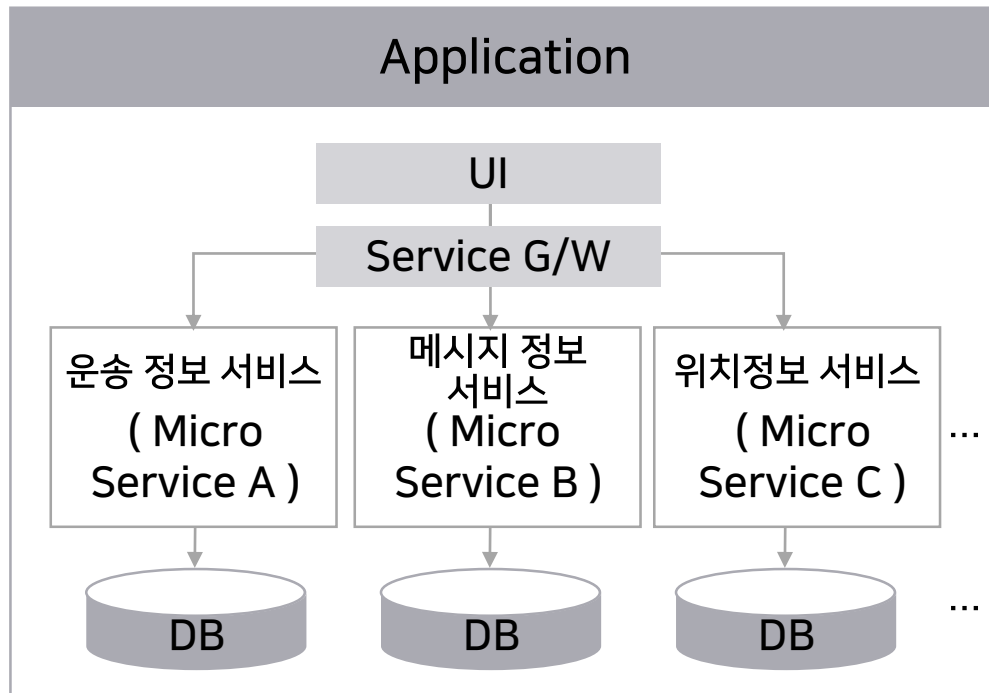 Application
UI
Service G/W
운송 정보 서비스
( Micro
Service A )
메시지 정보
서비스
( Micro
Service B )
위치정보 서비스
( Micro
Service C )
...
DB
DB
DB
...